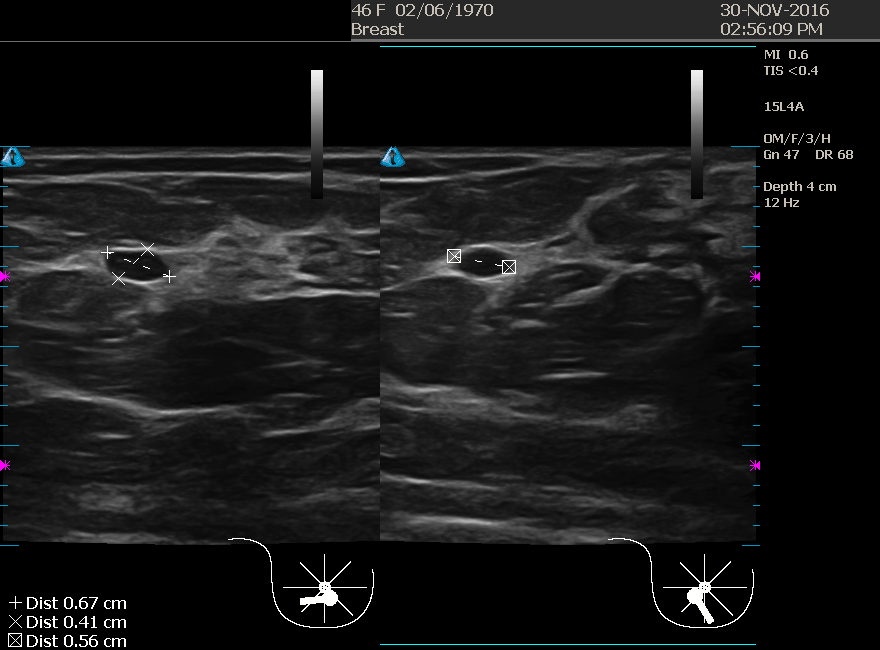 46 F 02/06/1970 30-NOV-2016
Breast 02:56:09 PM
MI 0.6
TIS <0.4
15L4A
OM/F/3/H
Gn 47 DR 68
Depth 4 cm
12 Hz
Dist 0.67 cm
Dist 0.41 cm
Dist 0.56 cm